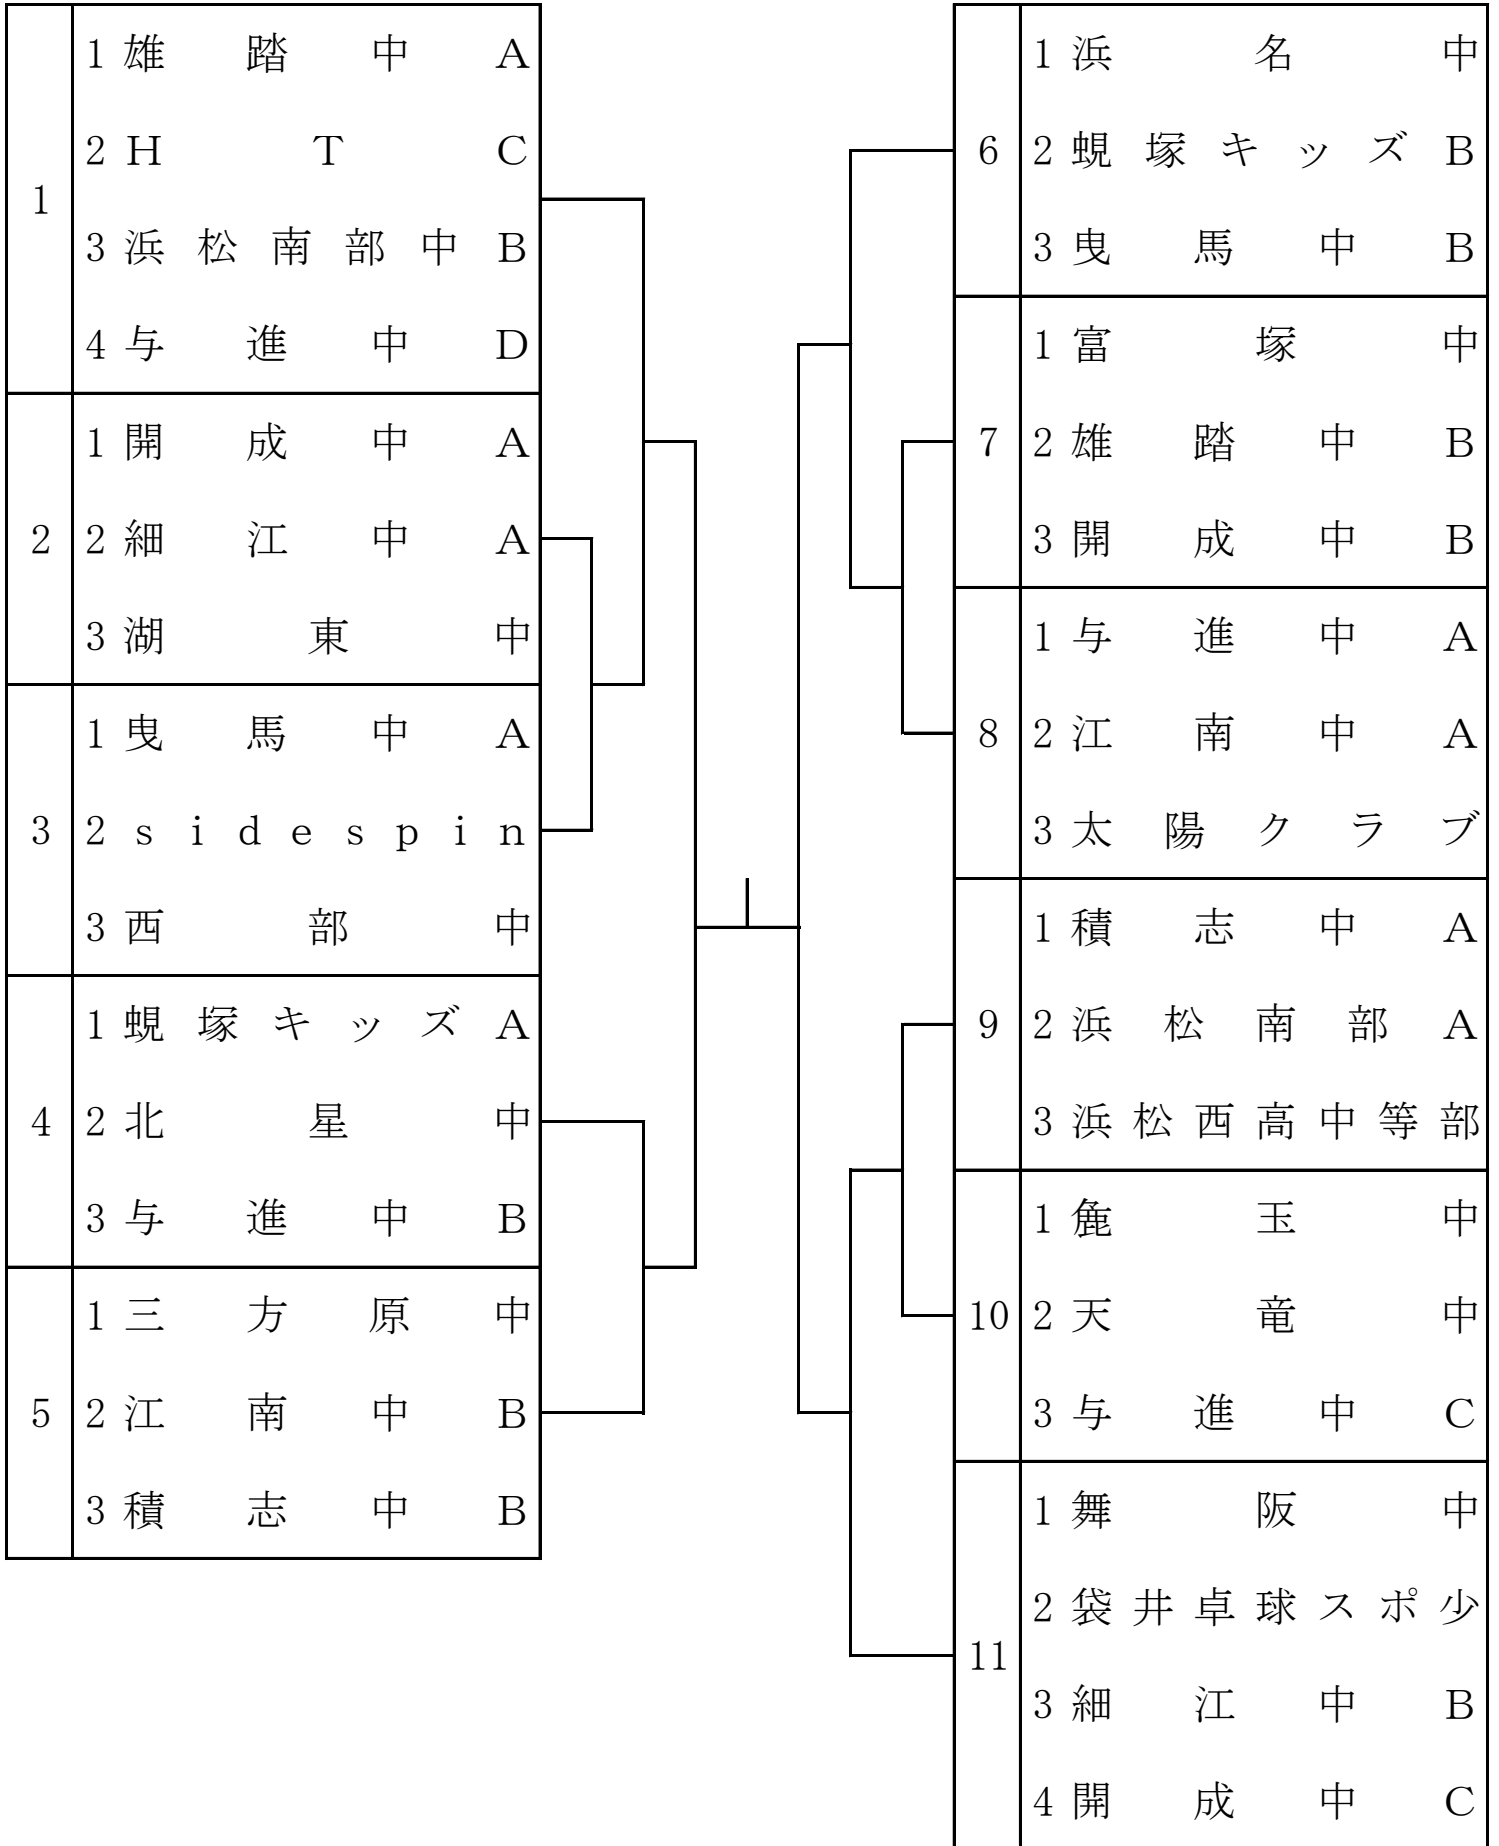 1
1 雄踏中A
2 HTC
3 浜松南部中B
4 与進中D
2
1 開成中A
2 細江中A
3 湖東中
3
1 曳馬中A
2 sidespin
3 西部中
4
1 蜆塚キッズA
2 北星中
3 与進中B
5
1 三方原中
2 江南中B
3 積志中B
6
1 浜名中
2 蜆塚キッズB
3 曳馬中B
7
1 富塚中
2 雄踏中B
3 開成中B
8
1 与進中A
2 江南中A
3 太陽クラブ
9
1 積志中A
2 浜松南部A
3 浜松西高中等部
10
1 麁玉中
2 天竜中
3 与進中C
11
1 舞阪中
2 袋井卓球スポ少
3 細江中B
4 開成中C